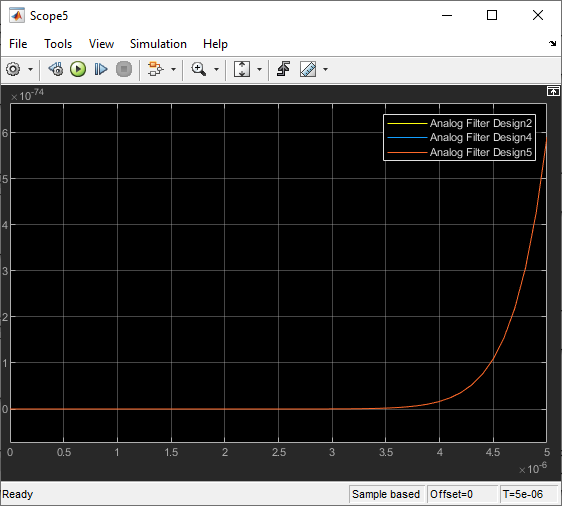 Scope5
File Tools View Simulation Help
×10^-74
Analog Filter Design2
Analog Filter Design4
Analog Filter Design5
6
5
4
3
2
1
0
0 0.5 1 1.5 2 2.5 3 3.5 4 4.5 5
×10^-6
Ready Sample based Offset=0 T=5e-06